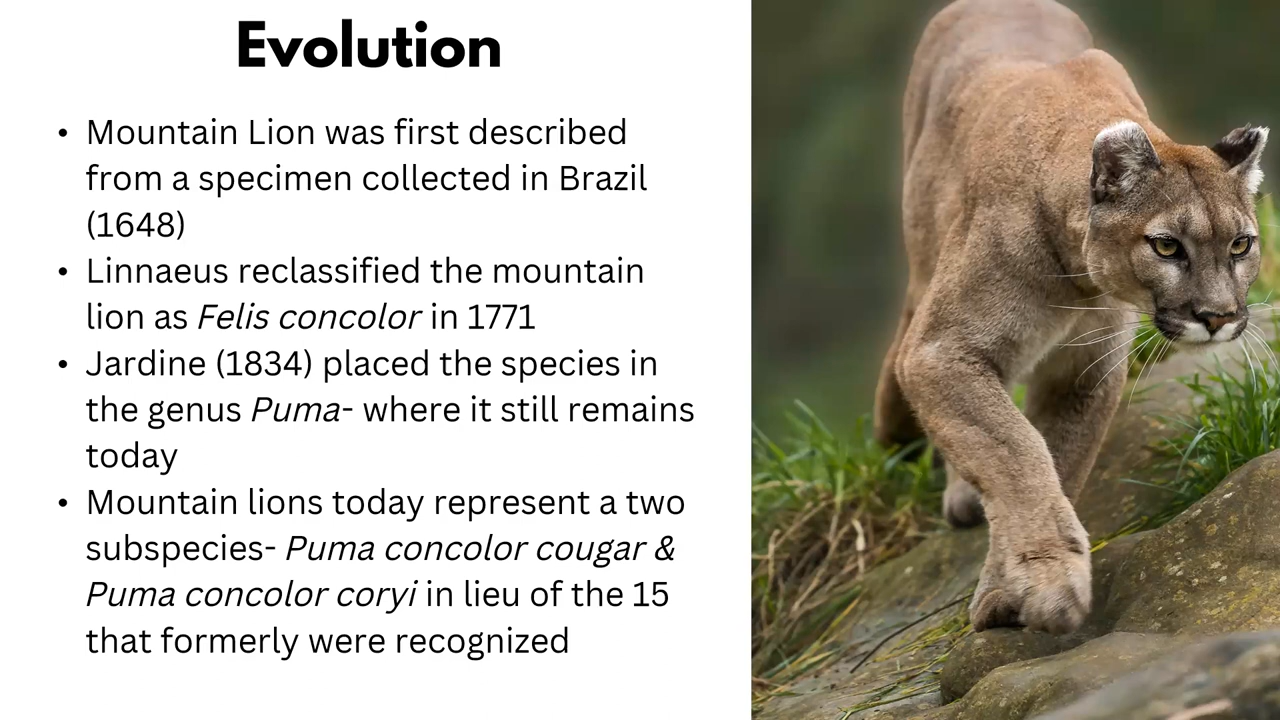 Evolution
• Mountain Lion was first described
from a specimen collected in Brazil
(1648)
• Linnaeus reclassified the mountain
lion as Felis concolor in 1771
• Jardine (1834) placed the species in
the genus Puma- where it still remains
today
• Mountain lions today represent a two
subspecies- Puma concolor cougar &
Puma concolor coryi in lieu of the 15
that formerly were recognized